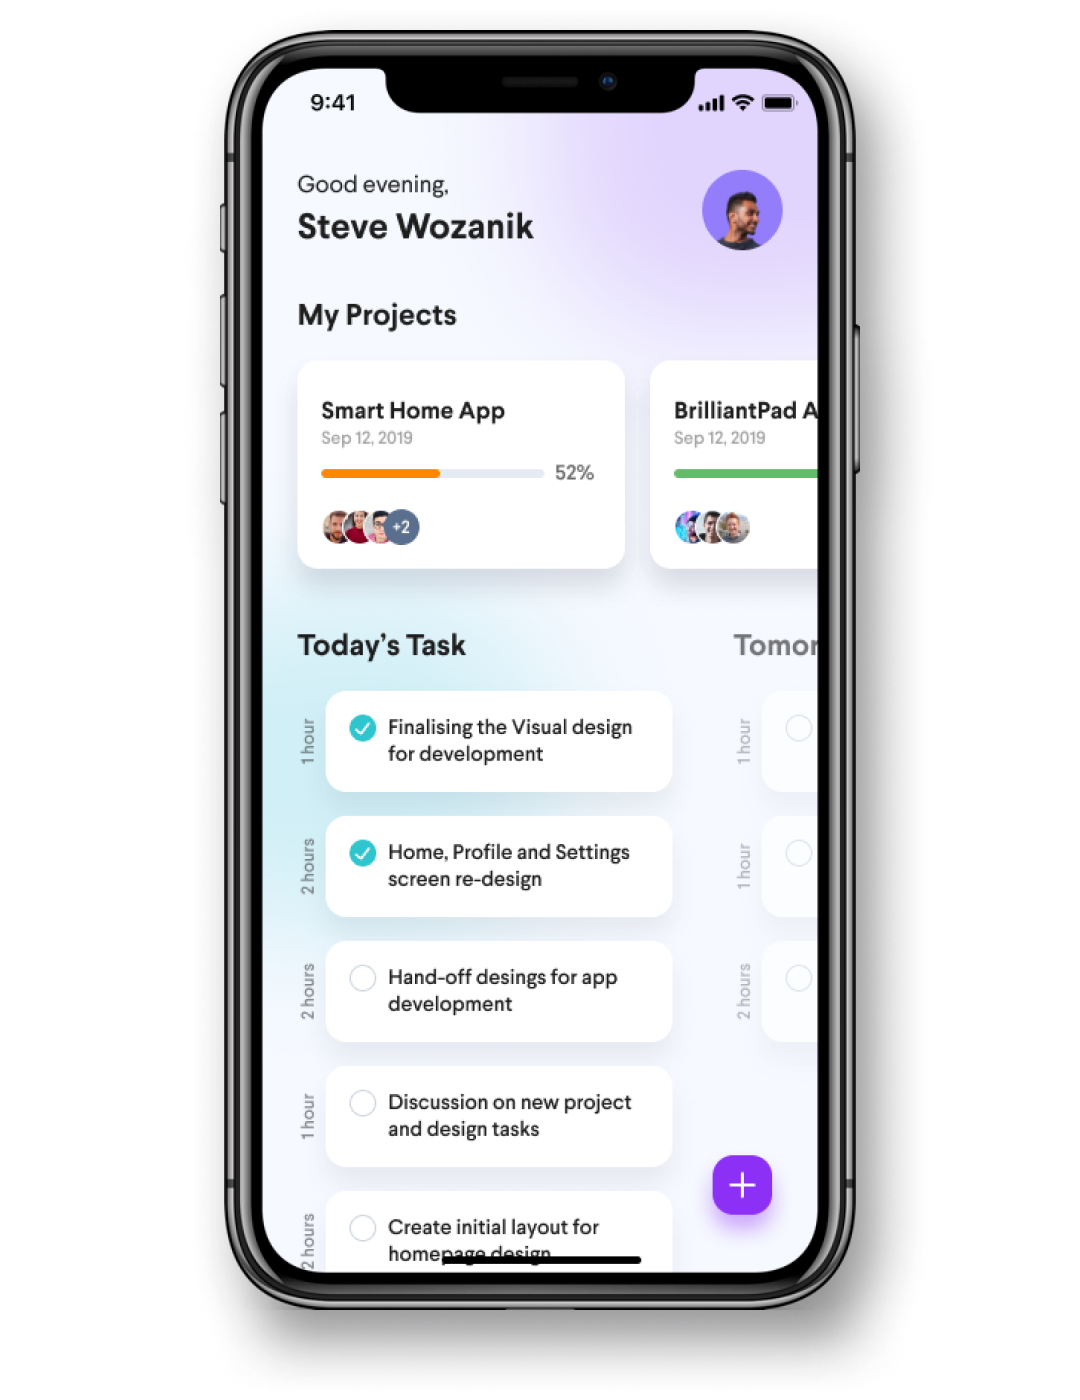 9:41
Good evening,
Steve Wozanik
My Projects
Smart Home App
Sep 12, 2019
52%
+2
BrilliantPad A
Sep 12, 2019
Today’s Task
Tomor
1 hour
Finalising the Visual design
for development
1 hour
2 hours
Home, Profile and Settings
screen re-design
1 hour
2 hours
Hand-off desings for app
development
2 hours
1 hour
Discussion on new project
and design tasks
2 hours
Create initial layout for
homepage design